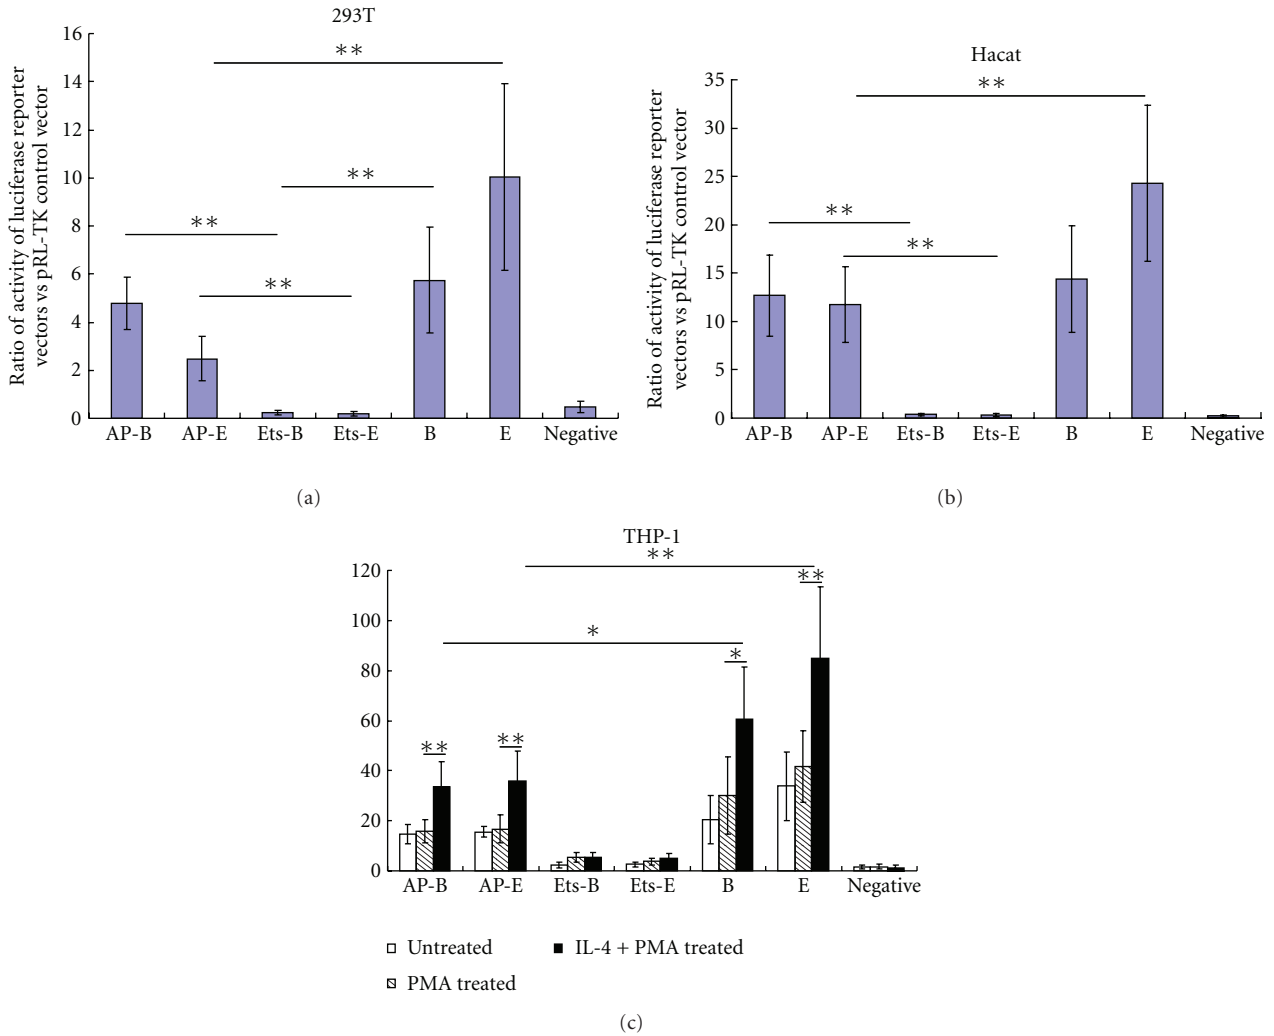 293T
Ratio of activity of luciferase reporter
vectors vs pRL-TK control vector
16
14
12
10
8
6
4
2
0
**
**
**
**
AP-B AP-E Ets-B Ets-E B E Negative
(a)
Hacat
Ratio of activity of luciferase reporter
vectors vs pRL-TK control vector
35
30
25
20
15
10
5
0
**
**
**
AP-B AP-E Ets-B Ets-E B E Negative
(b)
THP-1
120
100
80
60
40
20
0
**
**
*
*
** **
AP-B AP-E Ets-B Ets-E B E Negative
Untreated IL-4 + PMA treated
PMA treated
(c)